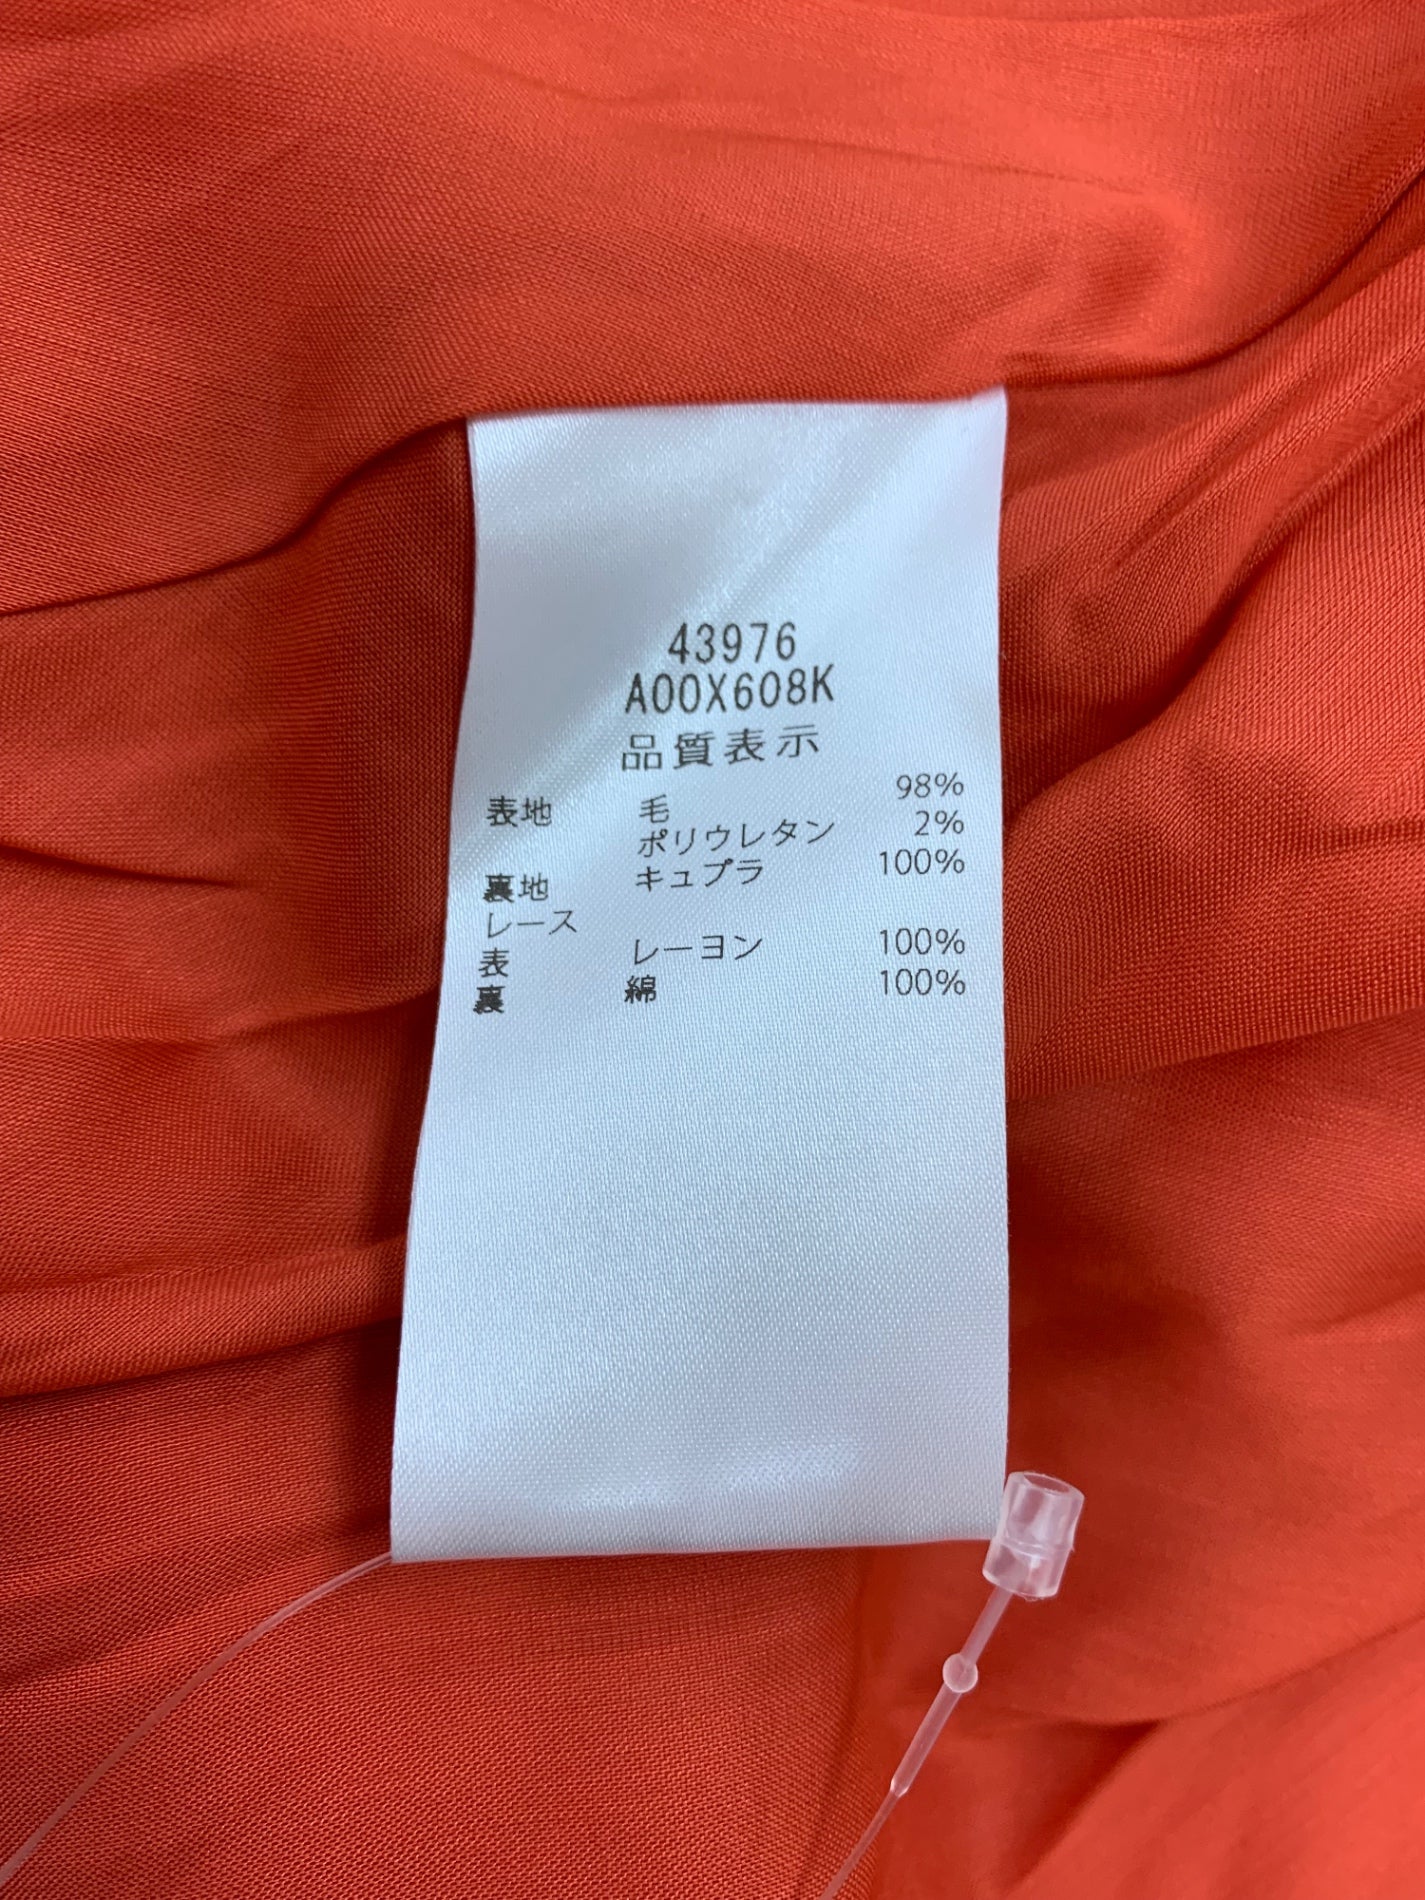 43976
A00X608K
品質表示
表地 毛 98%
ポリウレタン 2%
裏地 キュプラ 100%
レース
表 レーヨン 100%
裏 綿 100%